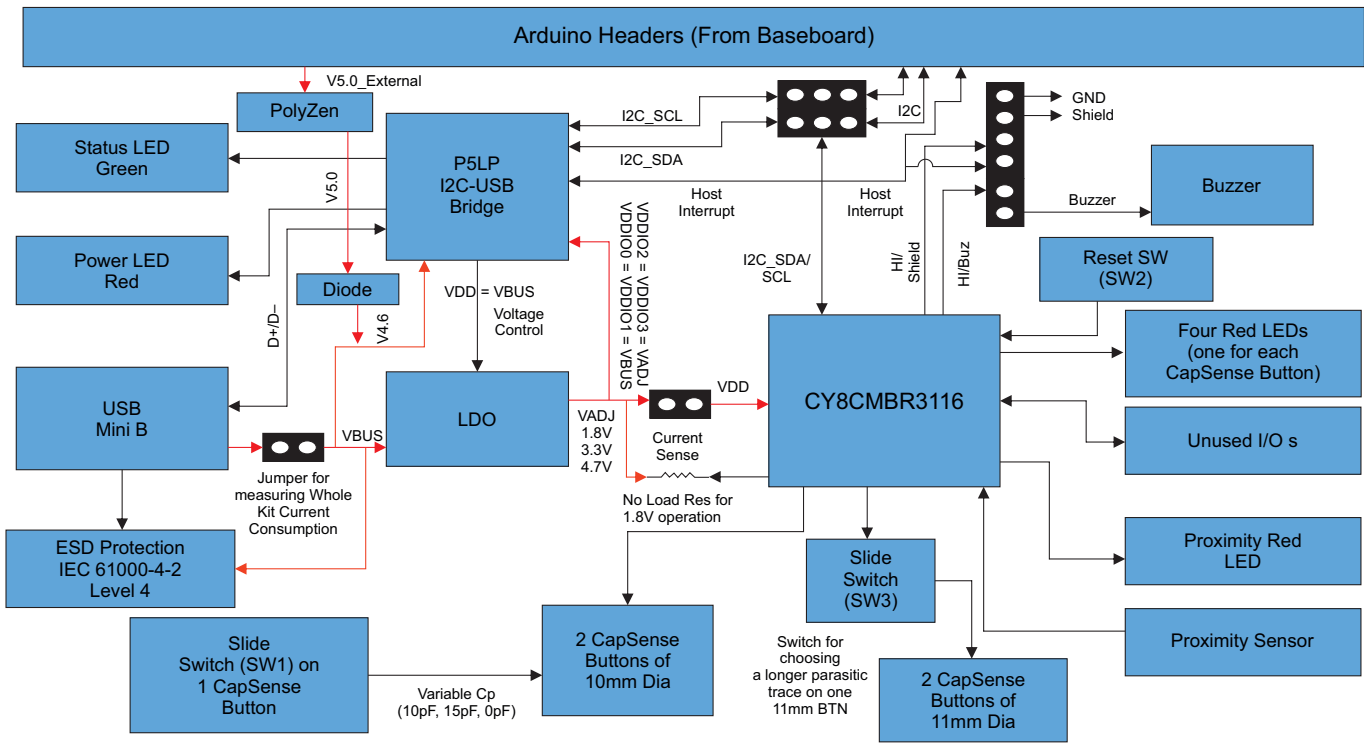 Arduino Headers (From Baseboard)
V5.0_External
PolyZen
Status LED
Green
V5.0
P5LP
I2C-USB
Bridge
I2C_SCL
I2C_SDA
I2C
GND
Shield
Host
Interrupt
Host
Interrupt
Buzzer
Buzzer
Power LED
Red
Diode
V4.6
D+/D–
VDD = VBUS
Voltage
Control
VDDIO2 = VDDIO3 = VADJ
VDDIO0 = VDDIO1 = VBUS
I2C_SDA/
SCL
HI/
Shield
HI/Buz
Reset SW
(SW2)
Four Red LEDs
(one for each
CapSense Button)
USB
Mini B
VBUS
LDO
VADJ
1.8V
3.3V
4.7V
VDD
Current
Sense
CY8CMBR3116
Unused I/O s
Jumper for
measuring Whole
Kit Current
Consumption
No Load Res for
1.8V operation
ESD Protection
IEC 61000-4-2
Level 4
Slide
Switch
(SW3)
Proximity Red
LED
Slide
Switch (SW1) on
1 CapSense
Button
Variable Cp
(10pF, 15pF, 0pF)
2 CapSense
Buttons of
10mm Dia
Switch for
choosing
a longer parasitic
trace on one
11mm BTN
2 CapSense
Buttons of
11mm Dia
Proximity Sensor